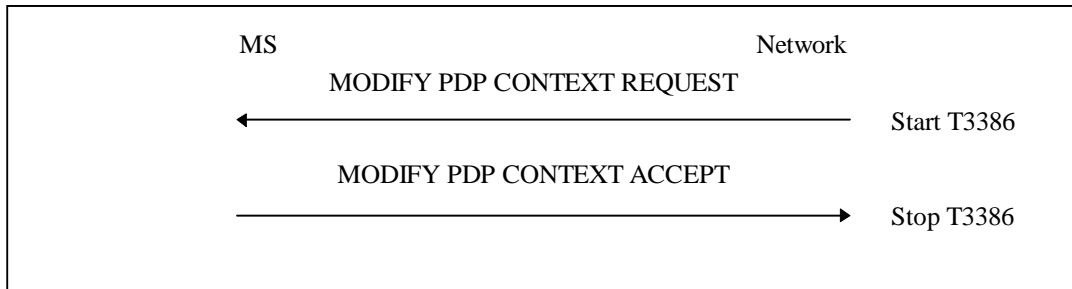 MS Network
MODIFY PDP CONTEXT REQUEST
Start T3386
MODIFY PDP CONTEXT ACCEPT
Stop T3386